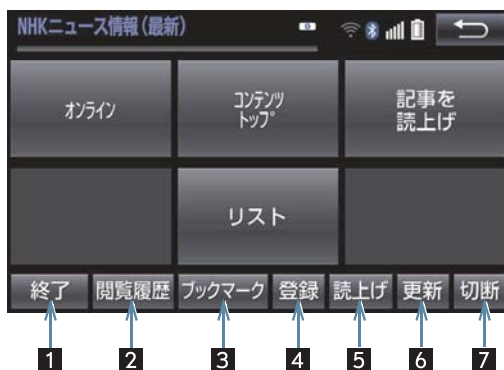 NHKニュース情報(最新)
オンライン
コンテンツ
トップ
記事を
読上げ
リスト
終了 閲覧履歴 ブックマーク 登録 読上げ 更新 切断
1 2 3 4 5 6 7